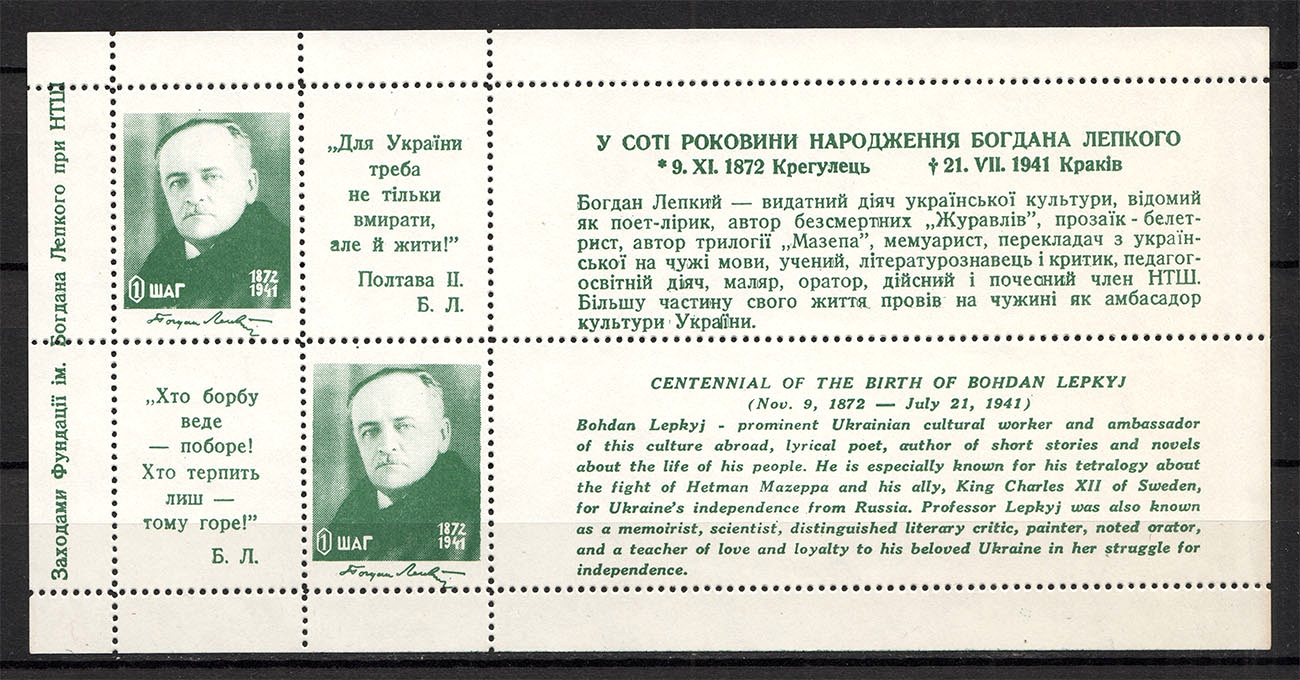 Заходами Фундації ім. Богдана Лепкого при НТШ
1872
1941
1 ШАГ
„Для України
треба
не тільки
вмирати,
але й жити!”
Полтава II.
Б. Л.
У СОТІ РОКОВИНИ НАРОДЖЕННЯ БОГДАНА ЛЕПКОГО
* 9. XI. 1872 Крегулець † 21. VII. 1941 Краків
Богдан Лепкий — видатний діяч української культури, відомий
як поет-лірик, автор безсмертних „Журавлів”, прозаїк - белет-
рист, автор трилогії „Мазепа”, мемуарист, перекладач з україн-
ської на чужі мови, учений, літературознавець і критик, педагог-
освітній діяч, маляр, оратор, дійсний і почесний член НТШ.
Більшу частину свого життя провів на чужині як амбасадор
культури України.
„Хто борбу
веде
— поборе!
Хто терпить
лиш —
тому горе!”
Б. Л.
1872
1941
1 ШАГ
CENTENNIAL OF THE BIRTH OF BOHDAN LEPKYJ
(Nov. 9, 1872 — July 21, 1941)
Bohdan Lepkyj - prominent Ukrainian cultural worker and ambassador
of this culture abroad, lyrical poet, author of short stories and novels
about the life of his people. He is especially known for his tetralogy about
the fight of Hetman Mazeppa and his ally, King Charles XII of Sweden,
for Ukraine's independence from Russia. Professor Lepkyj was also known
as a memoirist, scientist, distinguished literary critic, painter, noted orator,
and a teacher of love and loyalty to his beloved Ukraine in her struggle for
independence.